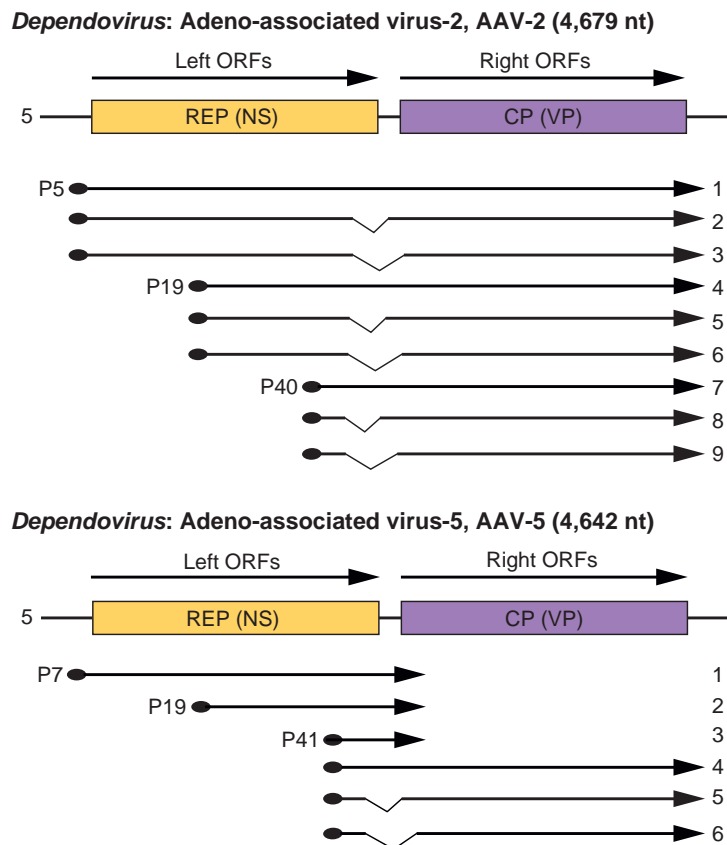 Dependovirus: Adeno-associated virus-2, AAV-2 (4,679 nt)
Left ORFs Right ORFs
5 REP (NS) CP (VP)
P5 1
2
3
P19 4
5
6
P40 7
8
9
Dependovirus: Adeno-associated virus-5, AAV-5 (4,642 nt)
Left ORFs Right ORFs
5 REP (NS) CP (VP)
P7 1
P19 2
P41 3
4
5
6